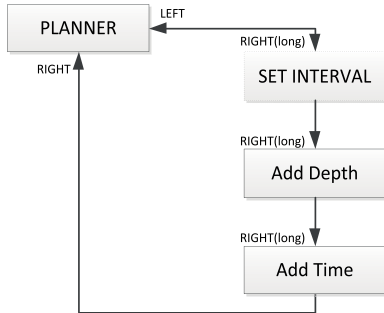 LEFT
PLANNER
RIGHT(long)
RIGHT
SET INTERVAL
RIGHT(long)
Add Depth
RIGHT(long)
Add Time